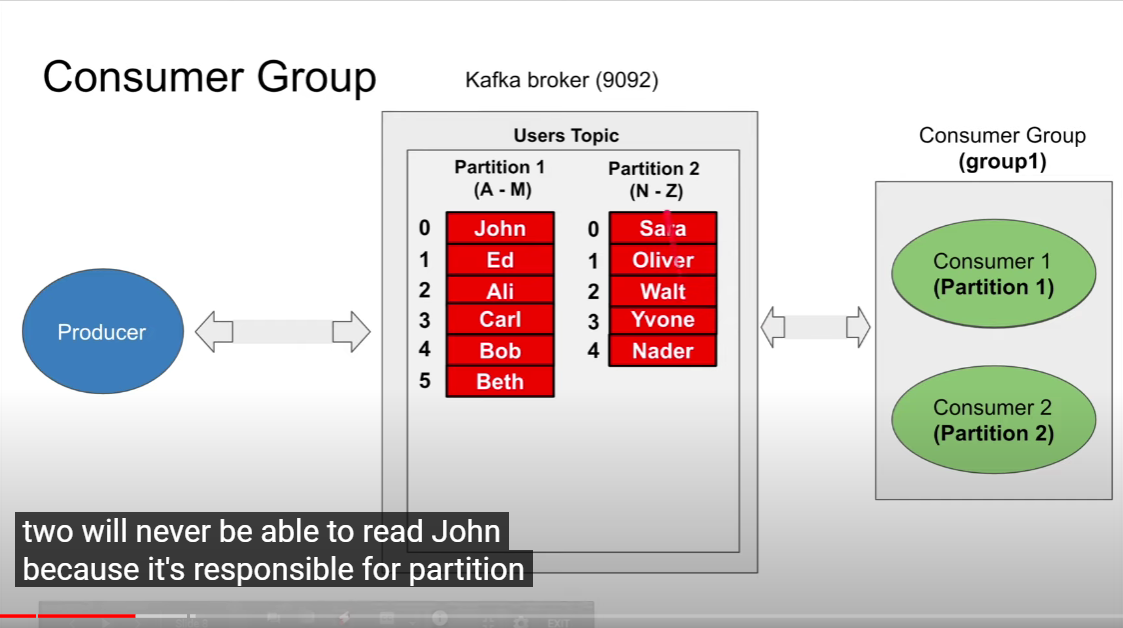 Consumer Group
Kafka broker (9092)
Users Topic
Partition 1
(A - M)
0 John
1 Ed
2 Ali
3 Carl
4 Bob
5 Beth
Partition 2
(N - Z)
0 Sara
1 Oliver
2 Walt
3 Yvone
4 Nader
Producer
Consumer Group
(group1)
Consumer 1
(Partition 1)
Consumer 2
(Partition 2)
two will never be able to read John
because it's responsible for partition
EXIT